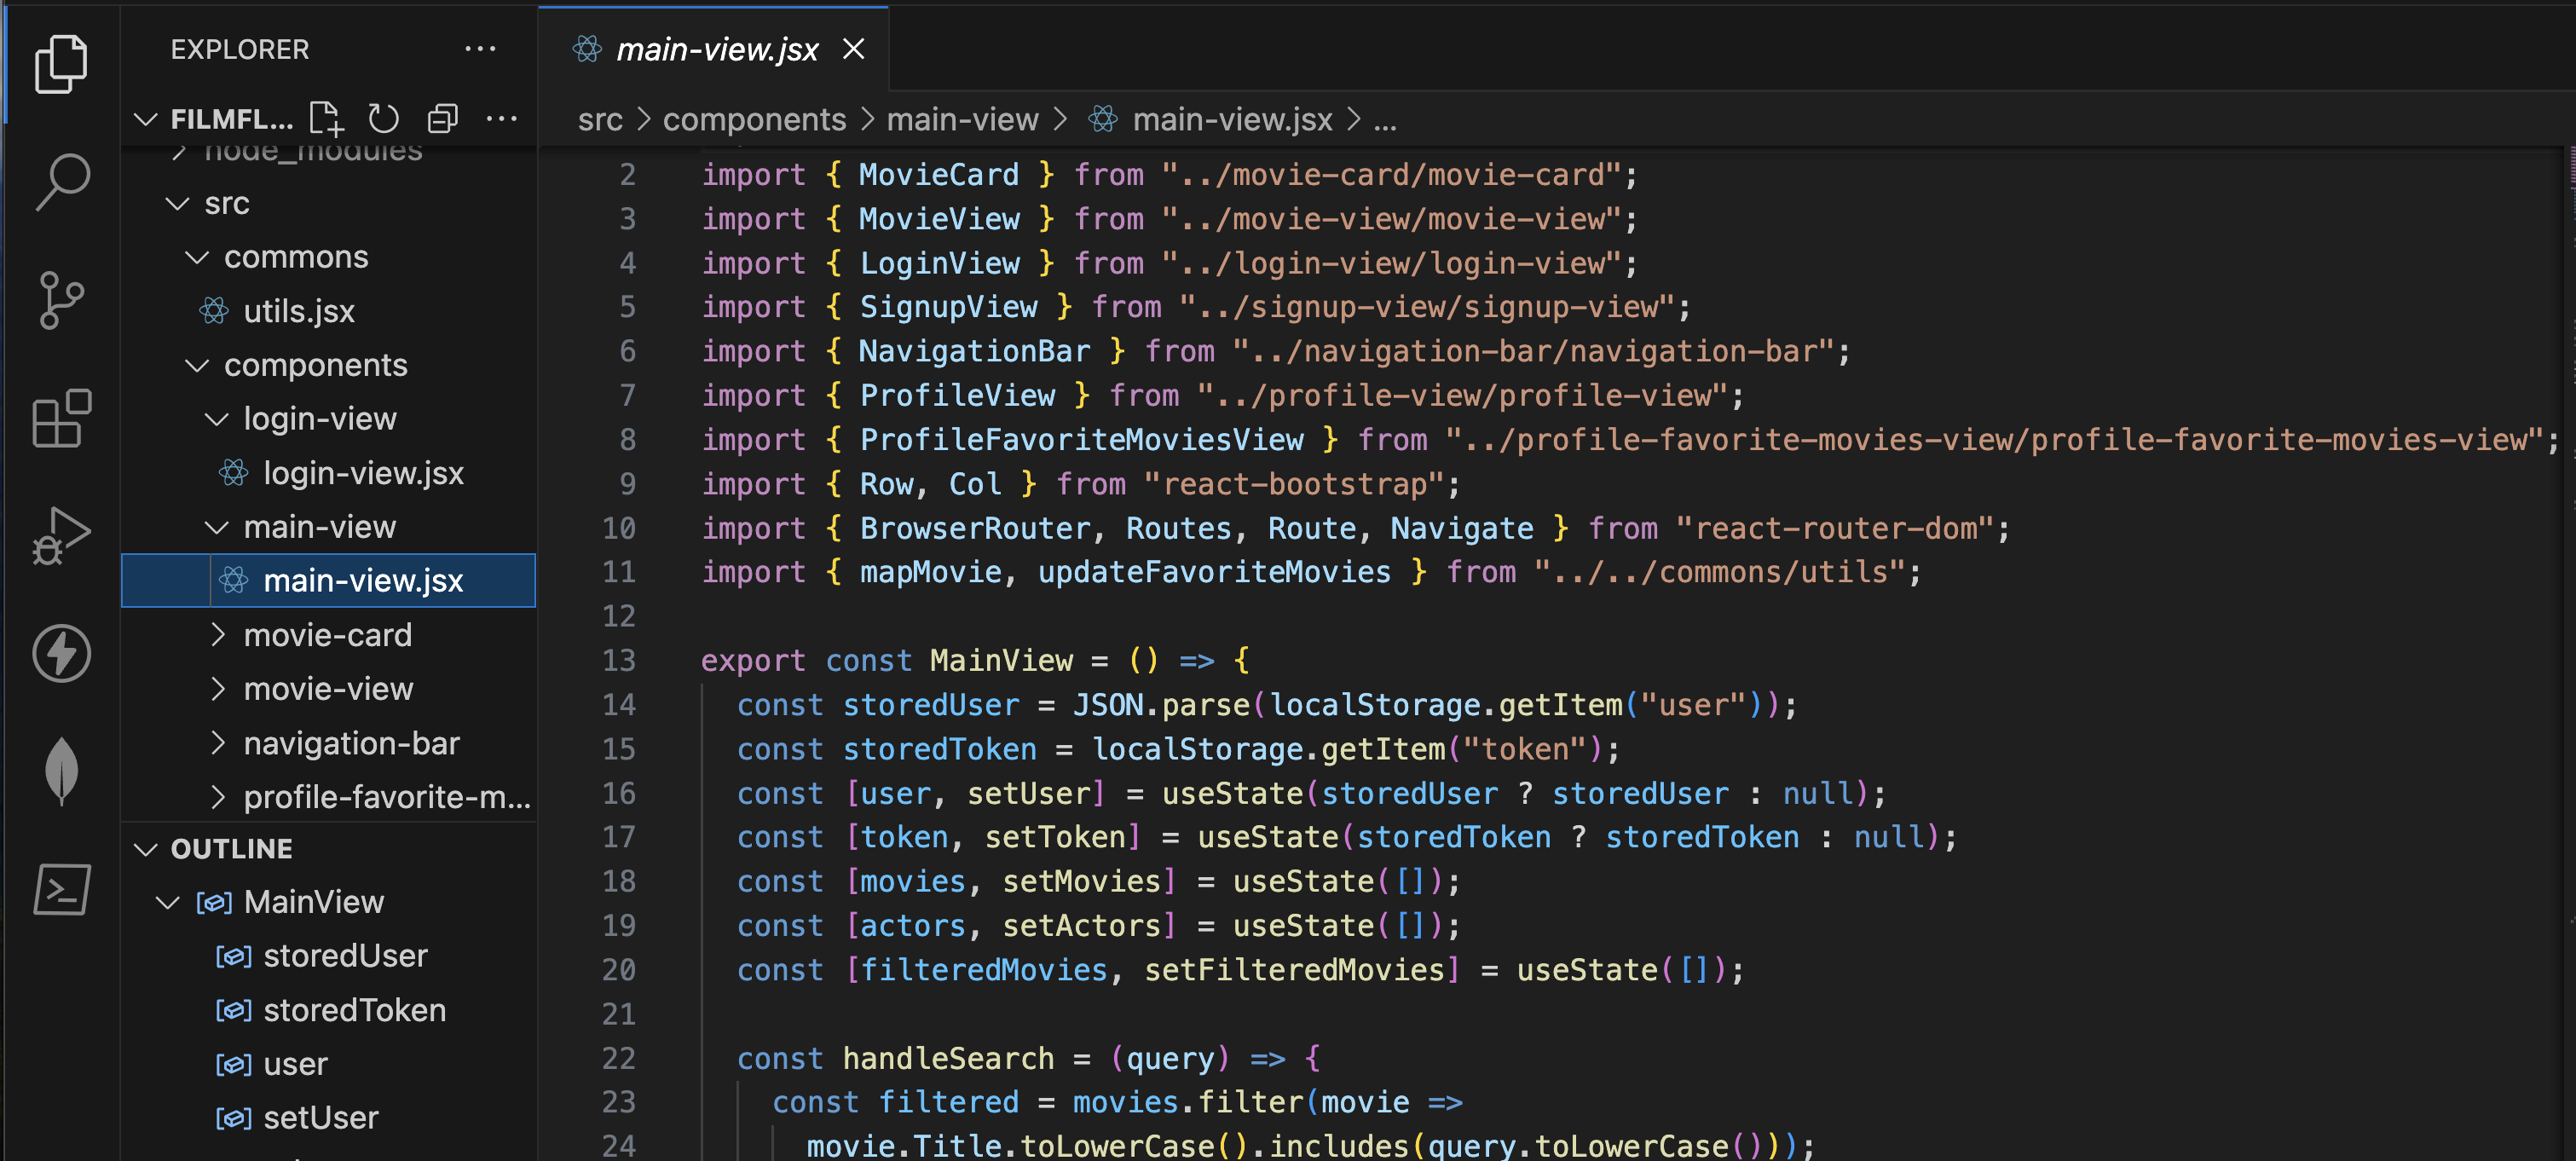 EXPLORER
FILMFL...
node_modules
src
commons
utils.jsx
components
login-view
login-view.jsx
main-view
main-view.jsx
movie-card
movie-view
navigation-bar
profile-favorite-m...
OUTLINE
MainView
storedUser
storedToken
user
setUser
main-view.jsx
src > components > main-view > main-view.jsx > ...
2 import { MovieCard } from "../movie-card/movie-card";
3 import { MovieView } from "../movie-view/movie-view";
4 import { LoginView } from "../login-view/login-view";
5 import { SignupView } from "../signup-view/signup-view";
6 import { NavigationBar } from "../navigation-bar/navigation-bar";
7 import { ProfileView } from "../profile-view/profile-view";
8 import { ProfileFavoriteMoviesView } from "../profile-favorite-movies-view/profile-favorite-movies-view";
9 import { Row, Col } from "react-bootstrap";
10 import { BrowserRouter, Routes, Route, Navigate } from "react-router-dom";
11 import { mapMovie, updateFavoriteMovies } from "../../commons/utils";
12
13 export const MainView = () => {
14 const storedUser = JSON.parse(localStorage.getItem("user"));
15 const storedToken = localStorage.getItem("token");
16 const [user, setUser] = useState(storedUser ? storedUser : null);
17 const [token, setToken] = useState(storedToken ? storedToken : null);
18 const [movies, setMovies] = useState([]);
19 const [actors, setActors] = useState([]);
20 const [filteredMovies, setFilteredMovies] = useState([]);
21
22 const handleSearch = (query) => {
23 const filtered = movies.filter(movie =>
24 movie.Title.toLowerCase().includes(query.toLowerCase()));